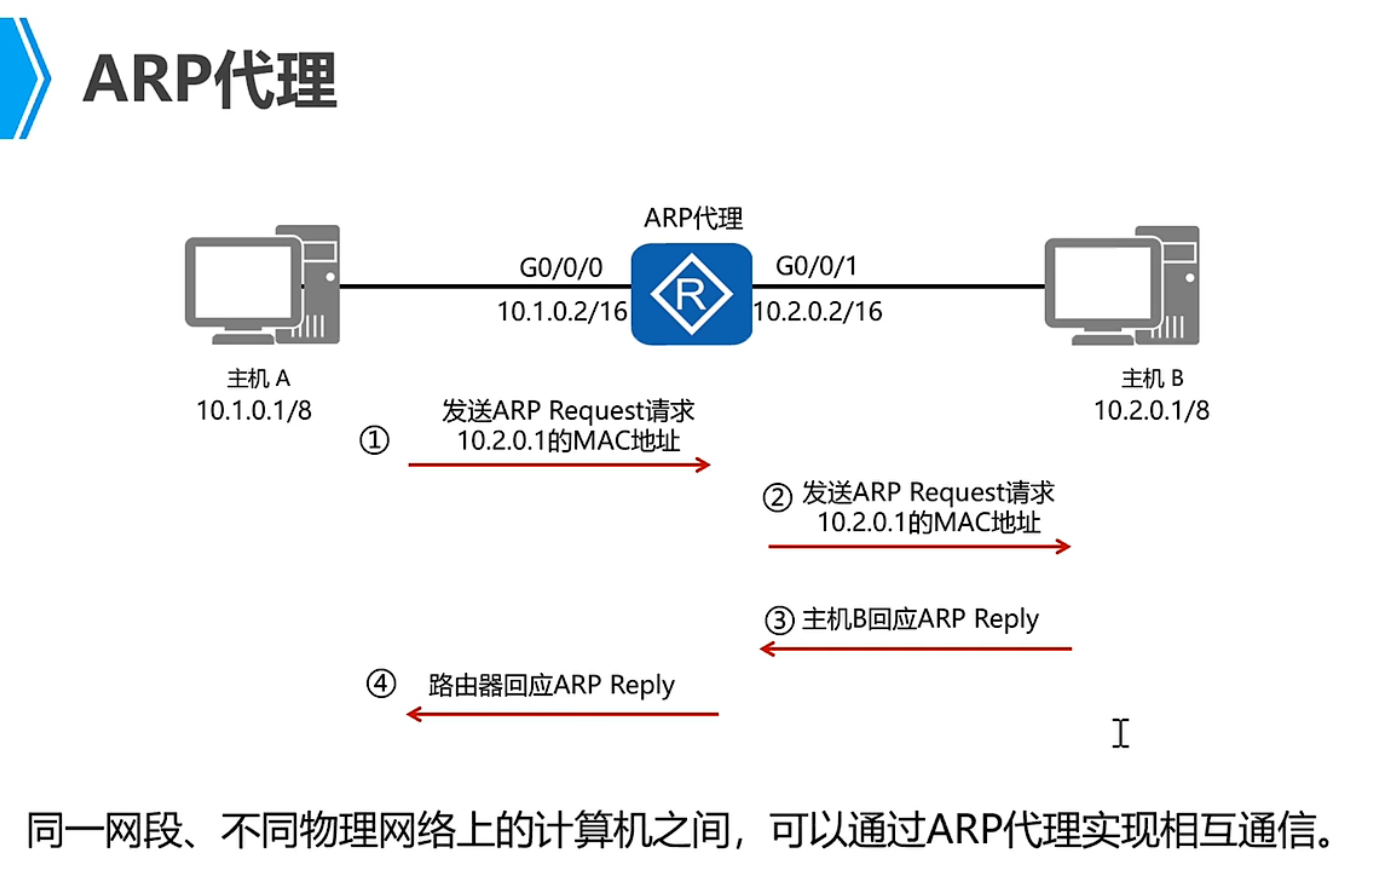 ARP代理
ARP代理
G0/0/0
G0/0/1
R
10.1.0.2/16
10.2.0.2/16
主机 A
10.1.0.1/8
主机 B
10.2.0.1/8
①
发送ARP Request请求
10.2.0.1的MAC地址
②
发送ARP Request请求
10.2.0.1的MAC地址
③
主机B回应ARP Reply
④
路由器回应ARP Reply
同一网段、不同物理网络上的计算机之间，可以通过ARP代理实现相互通信。